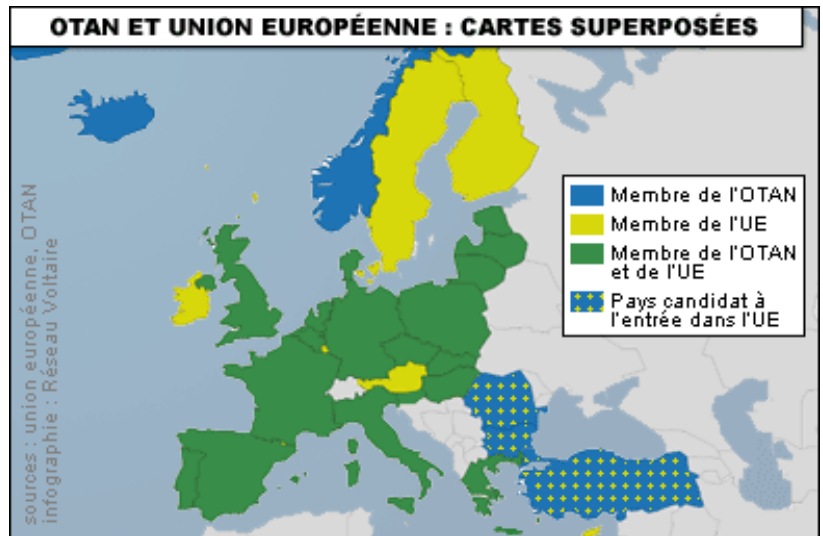 OTAN ET UNION EUROPÉENNE : CARTES SUPERPOSÉES
Membre de l'OTAN
Membre de l'UE
Membre de l'OTAN
et de l'UE
Pays candidat à
l'entrée dans l'UE
sources : union européenne, OTAN
infographie : Réseau Voltaire